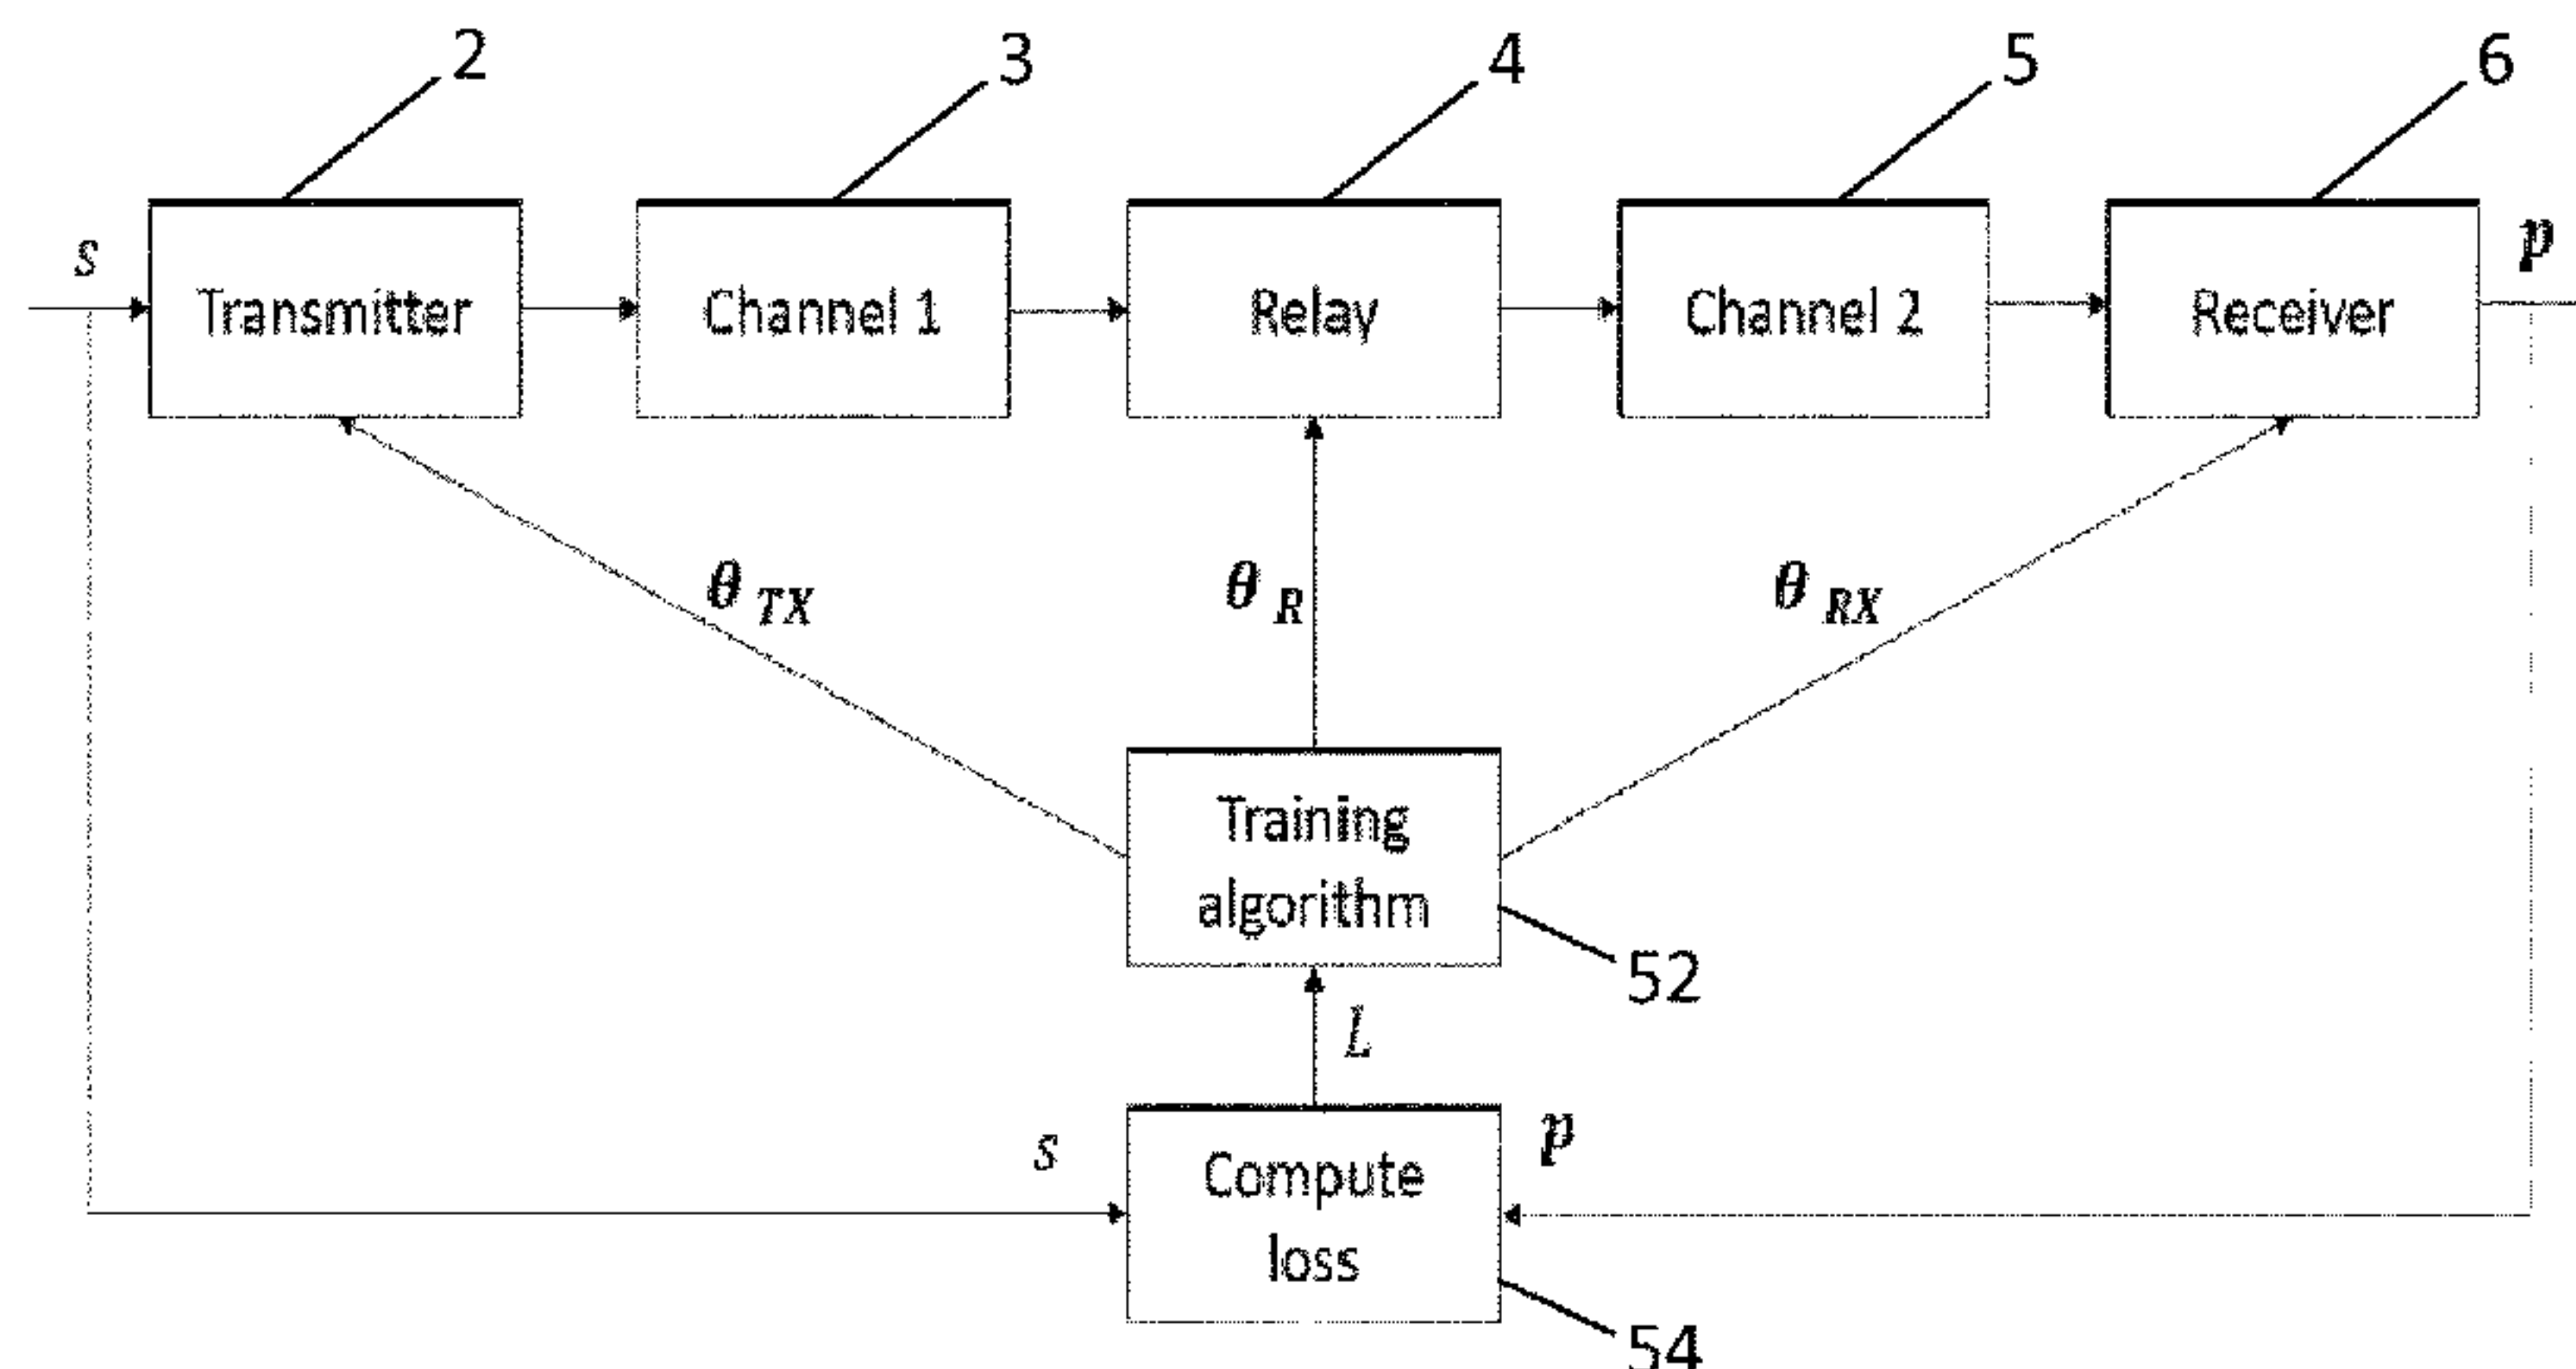 2
3
4
5
6
s
Transmitter
Channel 1
Relay
Channel 2
Receiver
p
θ TX
θ R
θ RX
Training
algorithm
52
L
s
Compute
loss
p
54